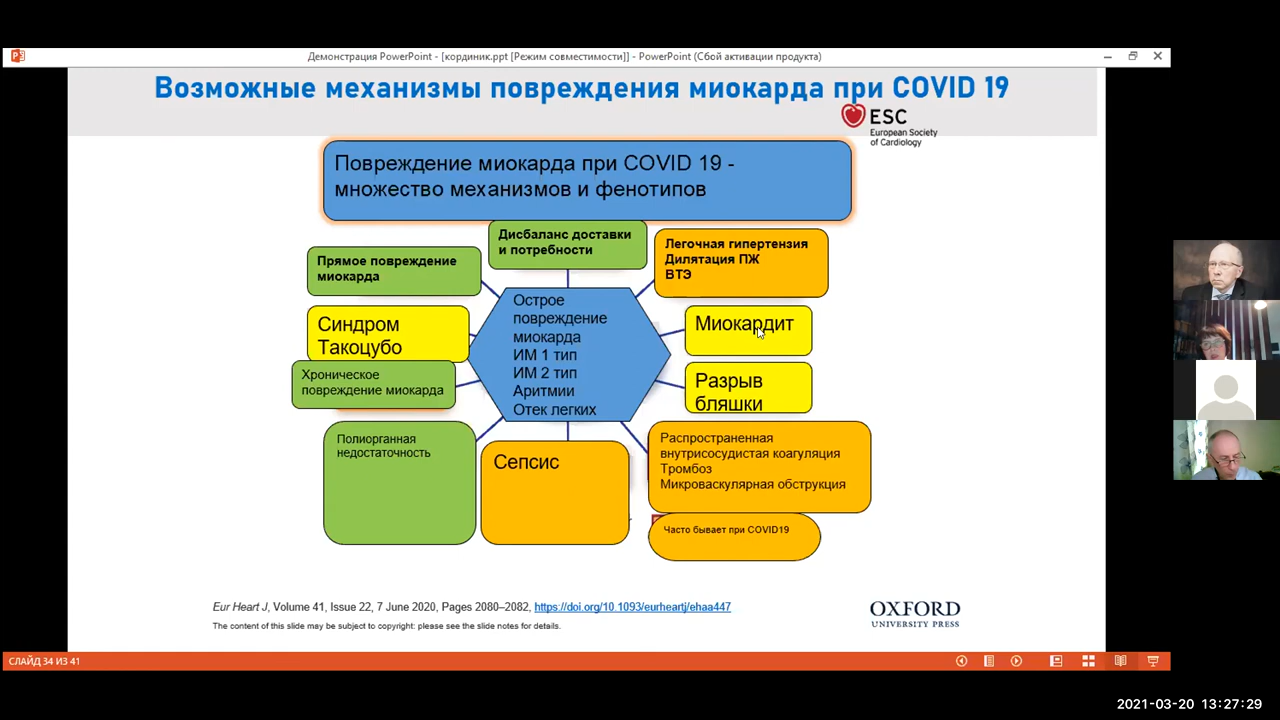 Демонстрация PowerPoint - [кординик.ppt [Режим совместимости]] - PowerPoint (Сбой активации продукта)
Возможные механизмы повреждения миокарда при COVID 19
ESC
European Society
of Cardiology
Повреждение миокарда при COVID 19 -
множество механизмов и фенотипов
Дисбаланс доставки
и потребности
Легочная гипертензия
Дилятация ПЖ
ВТЭ
Прямое повреждение
миокарда
Острое
повреждение
миокарда
ИМ 1 тип
ИМ 2 тип
Аритмии
Отек легких
Синдром
Такоцубо
Миокардит
Хроническое
повреждение миокарда
Разрыв
бляшки
Полиорганная
недостаточность
Сепсис
Распространенная
внутрисосудистая коагуляция
Тромбоз
Микроваскулярная обструкция
Часто бывает при COVID19
Eur Heart J, Volume 41, Issue 22, 7 June 2020, Pages 2080–2082, https://doi.org/10.1093/eurheartj/ehaa447
The content of this slide may be subject to copyright: please see the slide notes for details.
OXFORD
UNIVERSITY PRESS
СЛАЙД 34 ИЗ 41
2021-03-20 13:27:29